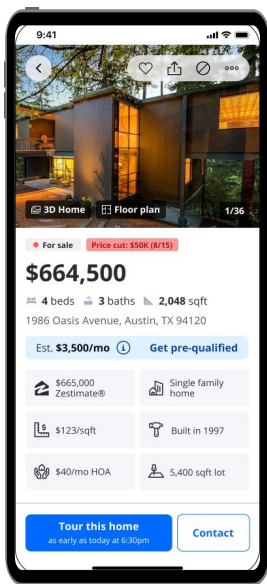 9:41
3D Home
Floor plan
1/36
For sale
Price cut: $50K (8/15)
$664,500
4 beds 3 baths 2,048 sqft
1986 Oasis Avenue, Austin, TX 94120
Est. $3,500/mo Get pre-qualified
$665,000
Zestimate®
Single family
home
$123/sqft
Built in 1997
$40/mo HOA
5,400 sqft lot
Tour this home
as early as today at 6:30pm
Contact